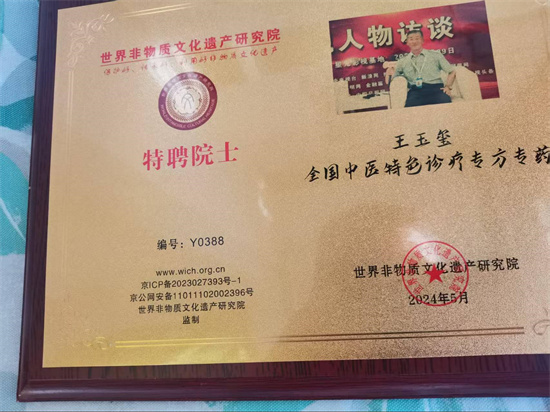 世界非物质文化遗产研究院
特聘院士
编号：Y0388
www.wich.org.cn
京ICP备2023027393号-1
京公网安备11011102002396号
世界非物质文化遗产研究院
监制
人物访谈
王玉玺
全国中医特色诊疗专方专药
世界非物质文化遗产研究院
2024年5月